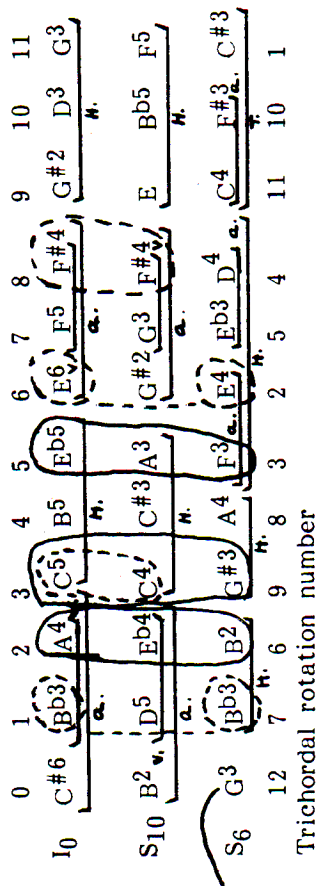 0 1 2 3 4 5 6 7 8 9 10 11
I0 C#6 Bb3 A4 C5 B5 Eb5 E6 F5 F#4 G#2 D3 G3
a. H. v a. H.
S10 B2 D5 Eb4 C4 C#3 A3 G#2 G3 F#4 E Bb5 F5
v. a. H. a. v H.
S6 G3 Bb3 B2 G#3 A4 F3 E4 Eb3 D4 C4 F#3 C#3
H. H. a. H. a. a.
12 7 6 9 8 3 2 5 4 11 10 1
Trichordal rotation number